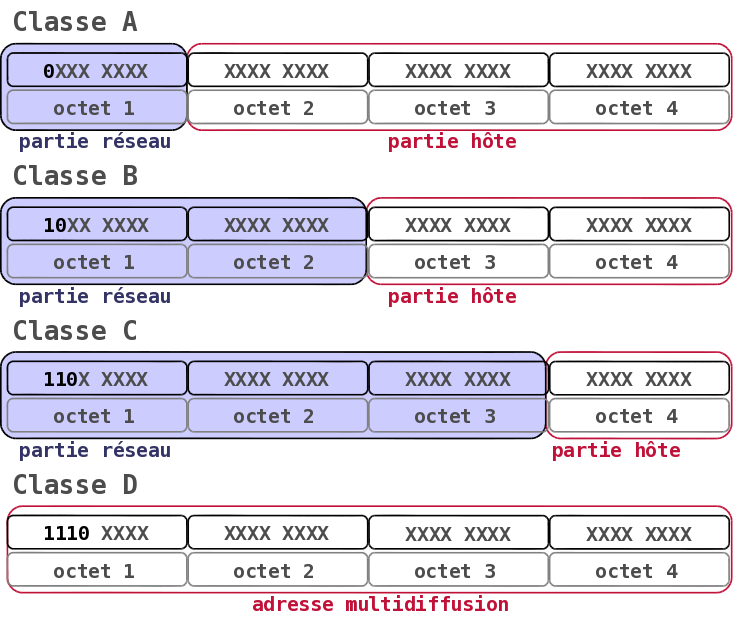 Classe A
0XXX XXXX XXXX XXXX XXXX XXXX XXXX XXXX
octet 1 octet 2 octet 3 octet 4
partie réseau partie hôte
Classe B
10XX XXXX XXXX XXXX XXXX XXXX XXXX XXXX
octet 1 octet 2 octet 3 octet 4
partie réseau partie hôte
Classe C
110X XXXX XXXX XXXX XXXX XXXX XXXX XXXX
octet 1 octet 2 octet 3 octet 4
partie réseau partie hôte
Classe D
1110 XXXX XXXX XXXX XXXX XXXX XXXX XXXX
octet 1 octet 2 octet 3 octet 4
adresse multidiffusion